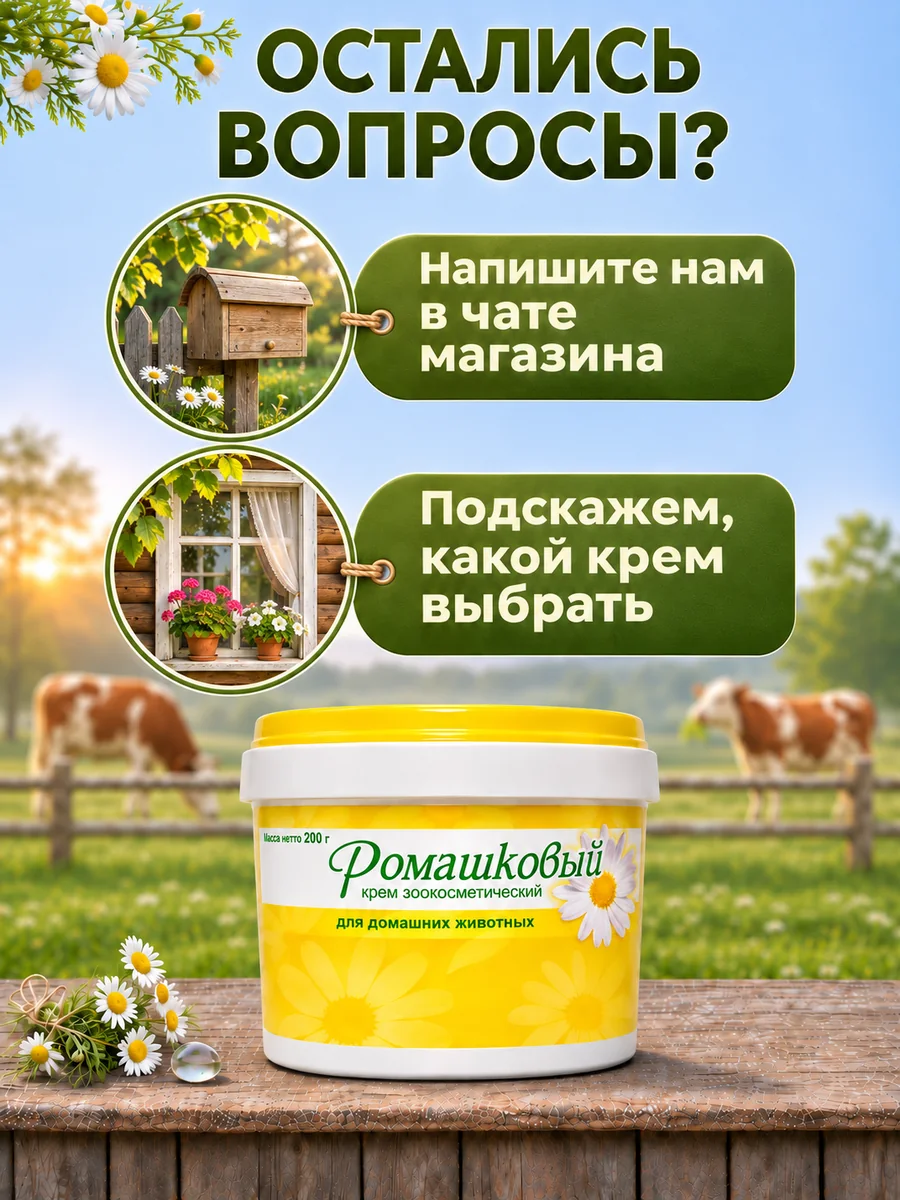 ОСТАЛИСЬ
ВОПРОСЫ?
Напишите нам
в чате
магазина
Подскажем,
какой крем
выбрать
Масса нетто 200 г
Ромашковый
крем зоокосметический
для домашних животных